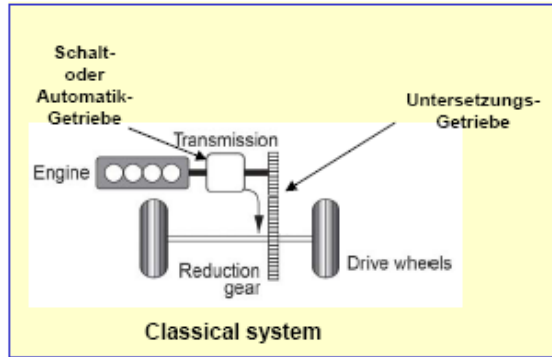 Schalt-
oder
Automatik-
Getriebe
Untersetzungs-
Getriebe
Transmission
Engine
Reduction
gear
Drive wheels
Classical system